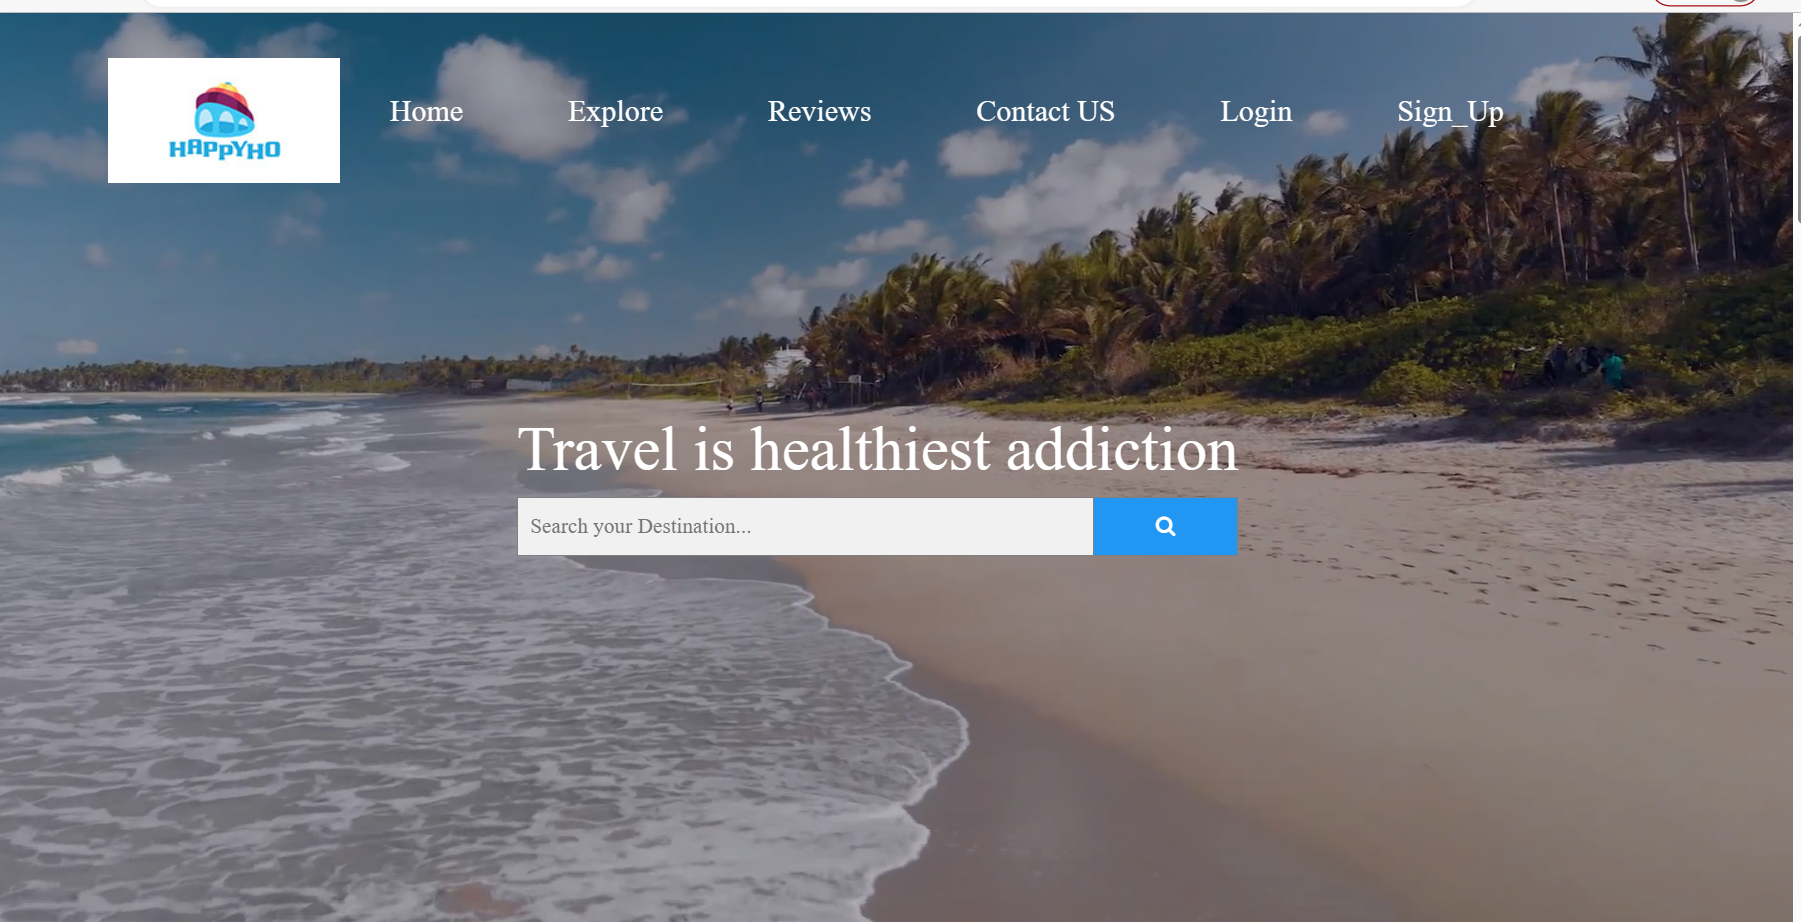 HAPPYHO
Home Explore Reviews Contact US Login Sign_Up
Travel is healthiest addiction
Search your Destination...